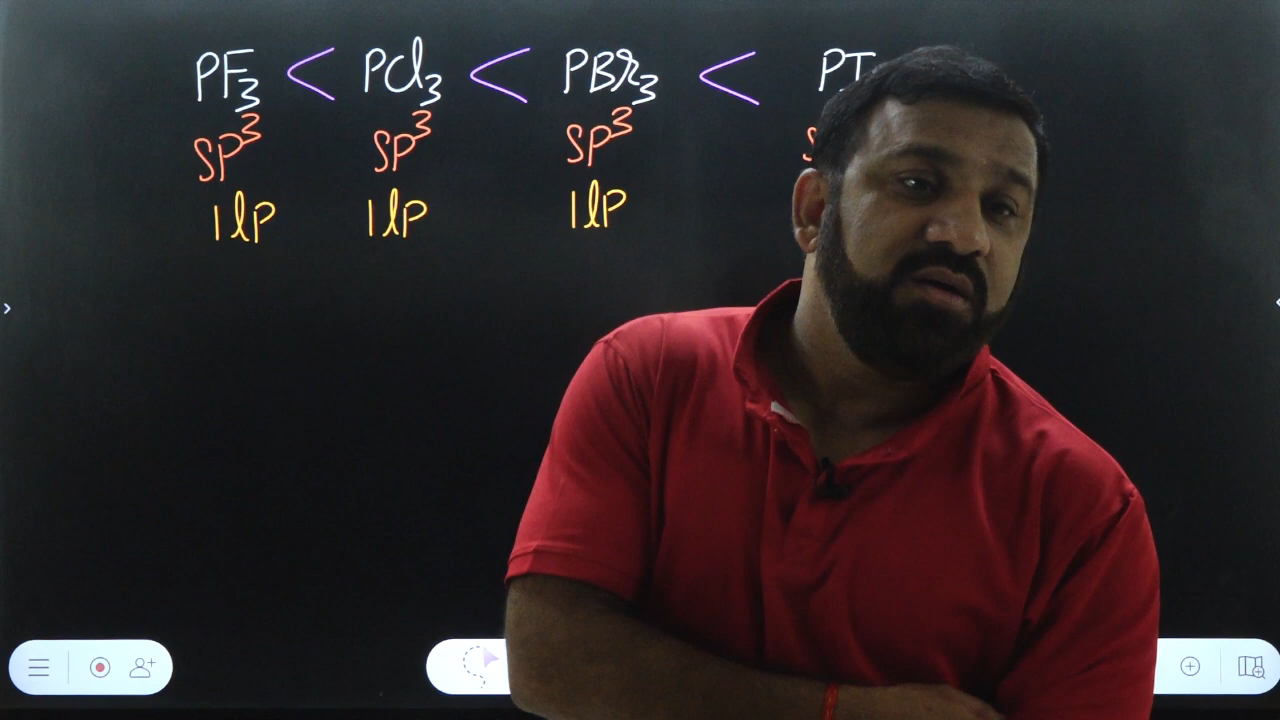 PF₃ < PCl₃ < PBr₃ < PI
sp³ sp³ sp³ s
1lp 1lp 1lp